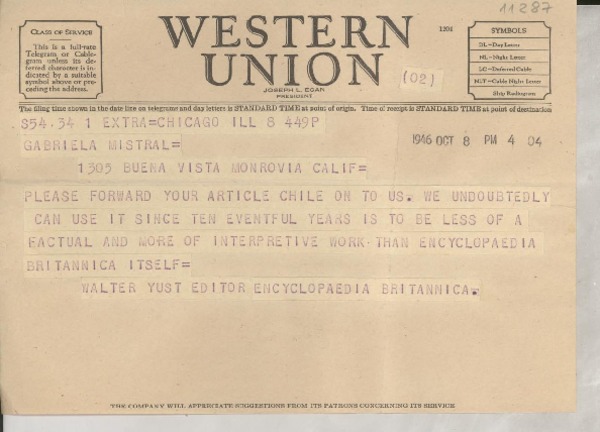 11287
CLASS OF SERVICE
This is a full-rate
Telegram or Cable-
gram unless its de-
ferred character is in-
dicated by a suitable
symbol above or pre-
ceding the address.
WESTERN
UNION
1201
(02)
JOSEPH L. EGAN
PRESIDENT
SYMBOLS
DL=Day Letter
NL=Night Letter
LC=Deferred Cable
NLT=Cable Night Letter
Ship Radiogram
The filing time shown in the date line on telegrams and day letters is STANDARD TIME at point of origin. Time of receipt is STANDARD TIME at point of destination
S54.34 1 EXTRA=CHICAGO ILL 8 449P
1946 OCT 8 PM 4 04
GABRIELA MISTRAL=
1305 BUENA VISTA MONROVIA CALIF=
PLEASE FORWARD YOUR ARTICLE CHILE ON TO US. WE UNDOUBTEDLY
CAN USE IT SINCE TEN EVENTFUL YEARS IS TO BE LESS OF A
FACTUAL AND MORE OF INTERPRETIVE WORK THAN ENCYCLOPAEDIA
BRITANNICA ITSELF=
WALTER YUST EDITOR ENCYCLOPAEDIA BRITANNICA.
THE COMPANY WILL APPRECIATE SUGGESTIONS FROM ITS PATRONS CONCERNING ITS SERVICE